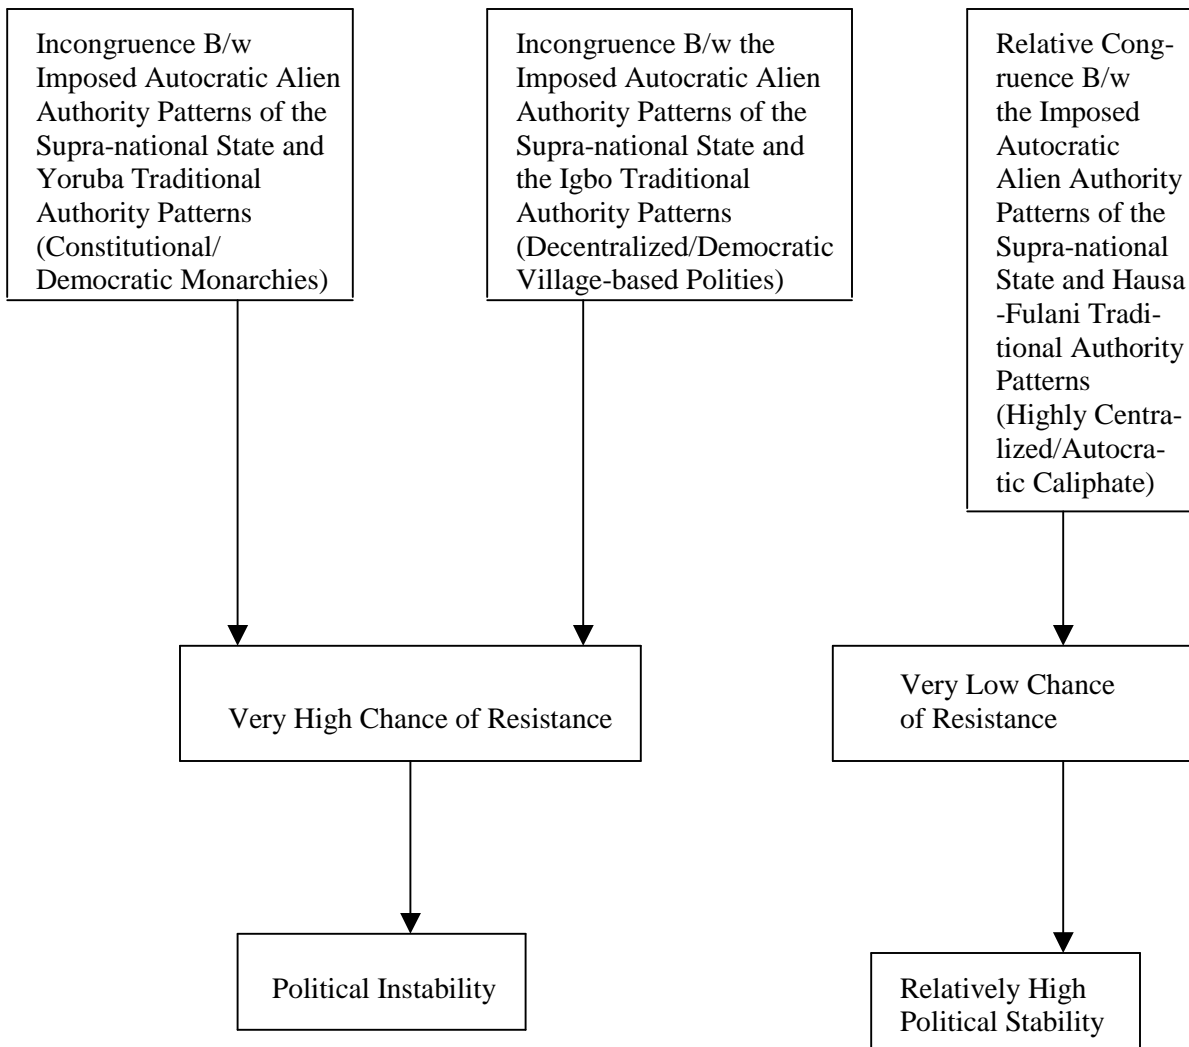 Incongruence B/w
Imposed Autocratic Alien
Authority Patterns of the
Supra-national State and
Yoruba Traditional
Authority Patterns
(Constitutional/
Democratic Monarchies)
Incongruence B/w the
Imposed Autocratic Alien
Authority Patterns of the
Supra-national State and
the Igbo Traditional
Authority Patterns
(Decentralized/Democratic
Village-based Polities)
Relative Cong-
ruence B/w
the Imposed
Autocratic
Alien Authority
Patterns of the
Supra-national
State and Hausa
-Fulani Tradi-
tional Authority
Patterns
(Highly Centra-
lized/Autocra-
tic Caliphate)
Very High Chance of Resistance
Very Low Chance
of Resistance
Political Instability
Relatively High
Political Stability